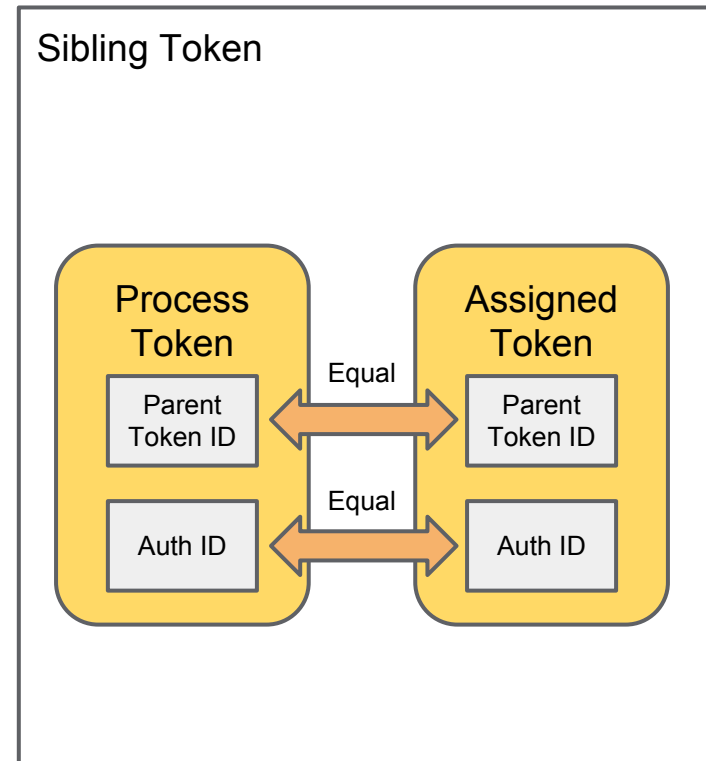 Sibling Token
Process
Token
Parent
Token ID
Auth ID
Equal
Equal
Assigned
Token
Parent
Token ID
Auth ID